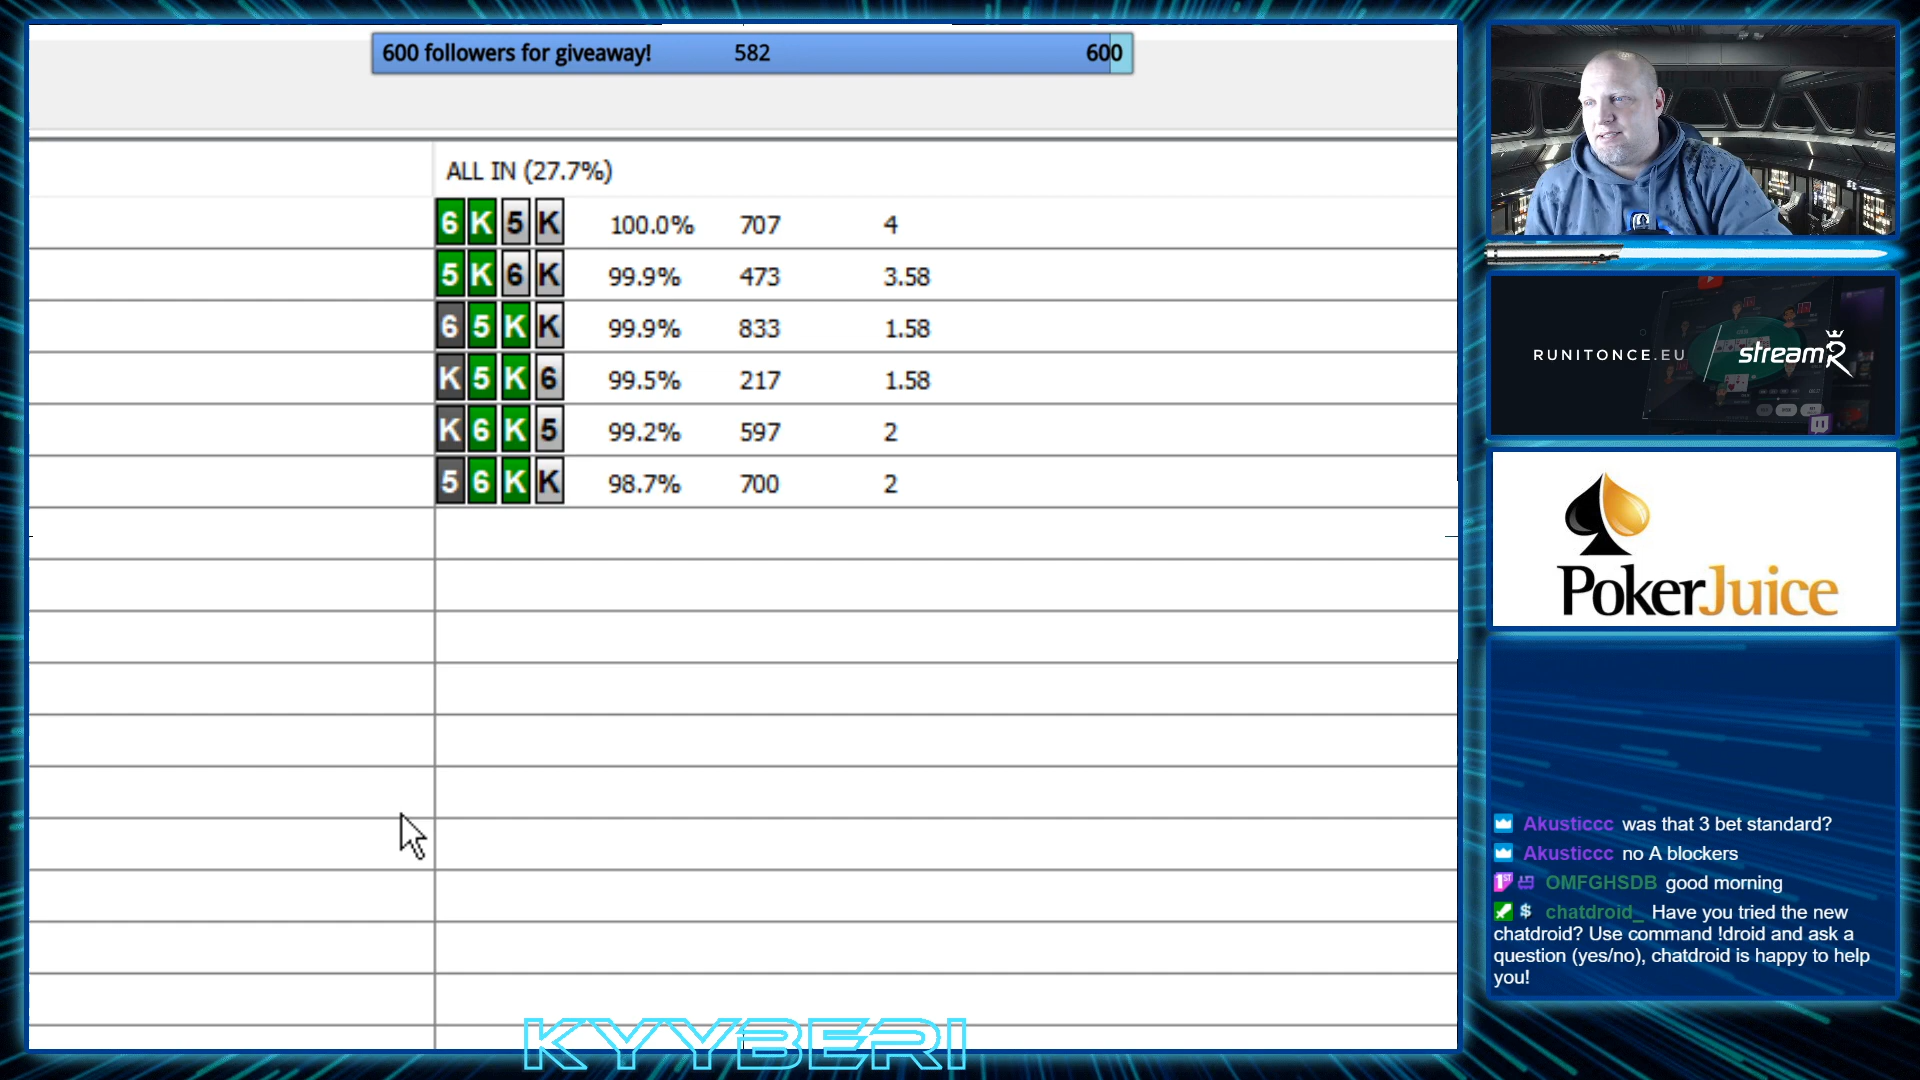 600 followers for giveaway! 582 600
ALL IN (27.7%)
6 K 5 K 100.0% 707 4
5 K 6 K 99.9% 473 3.58
6 5 K K 99.9% 833 1.58
K 5 K 6 99.5% 217 1.58
K 6 K 5 99.2% 597 2
5 6 K K 98.7% 700 2
KYYBERI
RUNITONCE.EU streamR
PokerJuice
Akusticcc was that 3 bet standard?
Akusticcc no A blockers
1ST OMFGHSDB good morning
$ chatdroid_ Have you tried the new
chatdroid? Use command !droid and ask a
question (yes/no), chatdroid is happy to help
you!